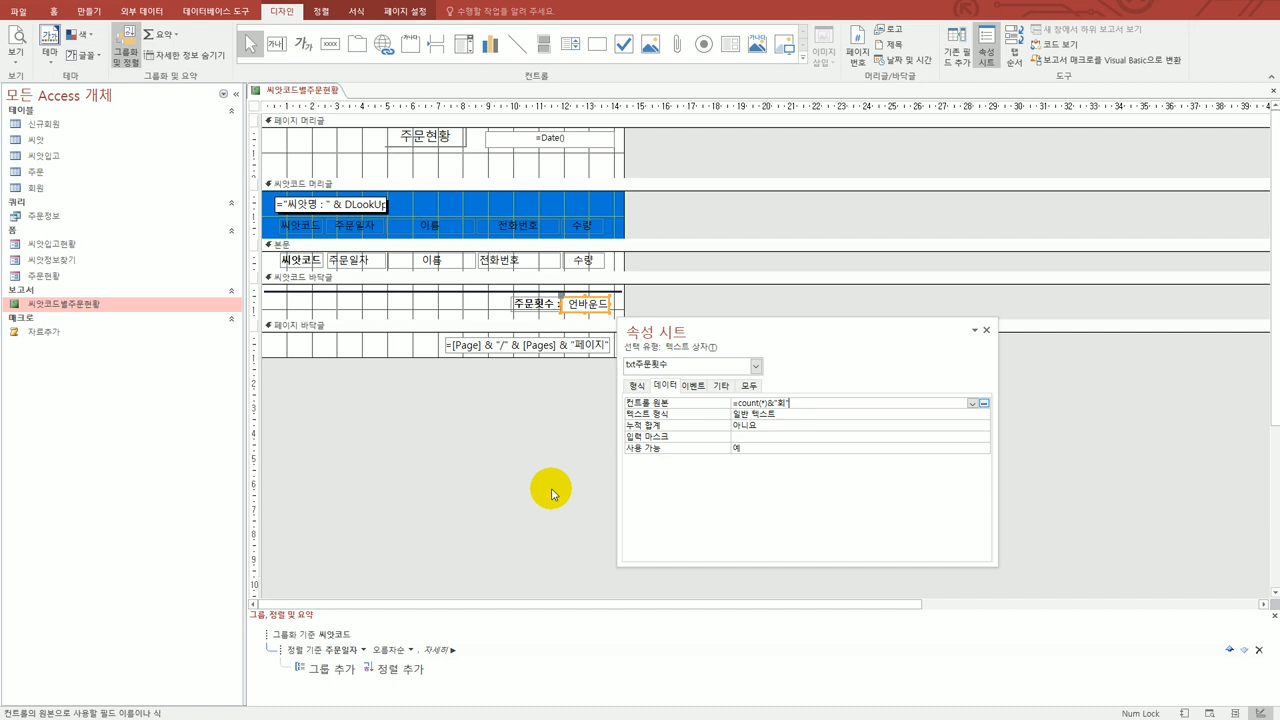 파일 홈 만들기 외부 데이터 데이터베이스 도구 디자인 정렬 서식 페이지 설정 수행할 작업을 알려 주세요.
보기
테마
색
글꼴
그룹화 및 정렬
요약
자세한 정보 숨기기
이미지 삽입
페이지 번호
로고
제목
날짜 및 시간
기존 필드 추가
속성 시트
탭 순서
새 창에서 하위 보고서 보기
코드 보기
보고서 매크로를 Visual Basic으로 변환
보기 테마 그룹화 및 요약 컨트롤 머리글/바닥글 도구
모든 Access 개체
테이블
신규회원
씨앗
씨앗입고
주문
회원
쿼리
주문정보
폼
씨앗입고현황
씨앗정보찾기
주문현황
보고서
씨앗코드별주문현황
매크로
자료추가
씨앗코드별주문현황
페이지 머리글
주문현황 =Date()
씨앗코드 머리글
="씨앗명 : " & DLookUp
씨앗코드 주문일자 이름 전화번호 수량
본문
씨앗코드 주문일자 이름 전화번호 수량
씨앗코드 바닥글
주문횟수 : 언바운드
페이지 바닥글
=[Page] & "/" & [Pages] & "페이지"
속성 시트
선택 유형: 텍스트 상자(T)
txt주문횟수
형식 데이터 이벤트 기타 모두
컨트롤 원본 =count(*)&"회"
텍스트 형식 일반 텍스트
누적 합계 아니요
입력 마스크
사용 가능 예
그룹, 정렬 및 요약
그룹화 기준 씨앗코드
정렬 기준 주문일자 오름차순 , 자세히
그룹 추가 정렬 추가
컨트롤의 원본으로 사용할 필드 이름이나 식
Num Lock